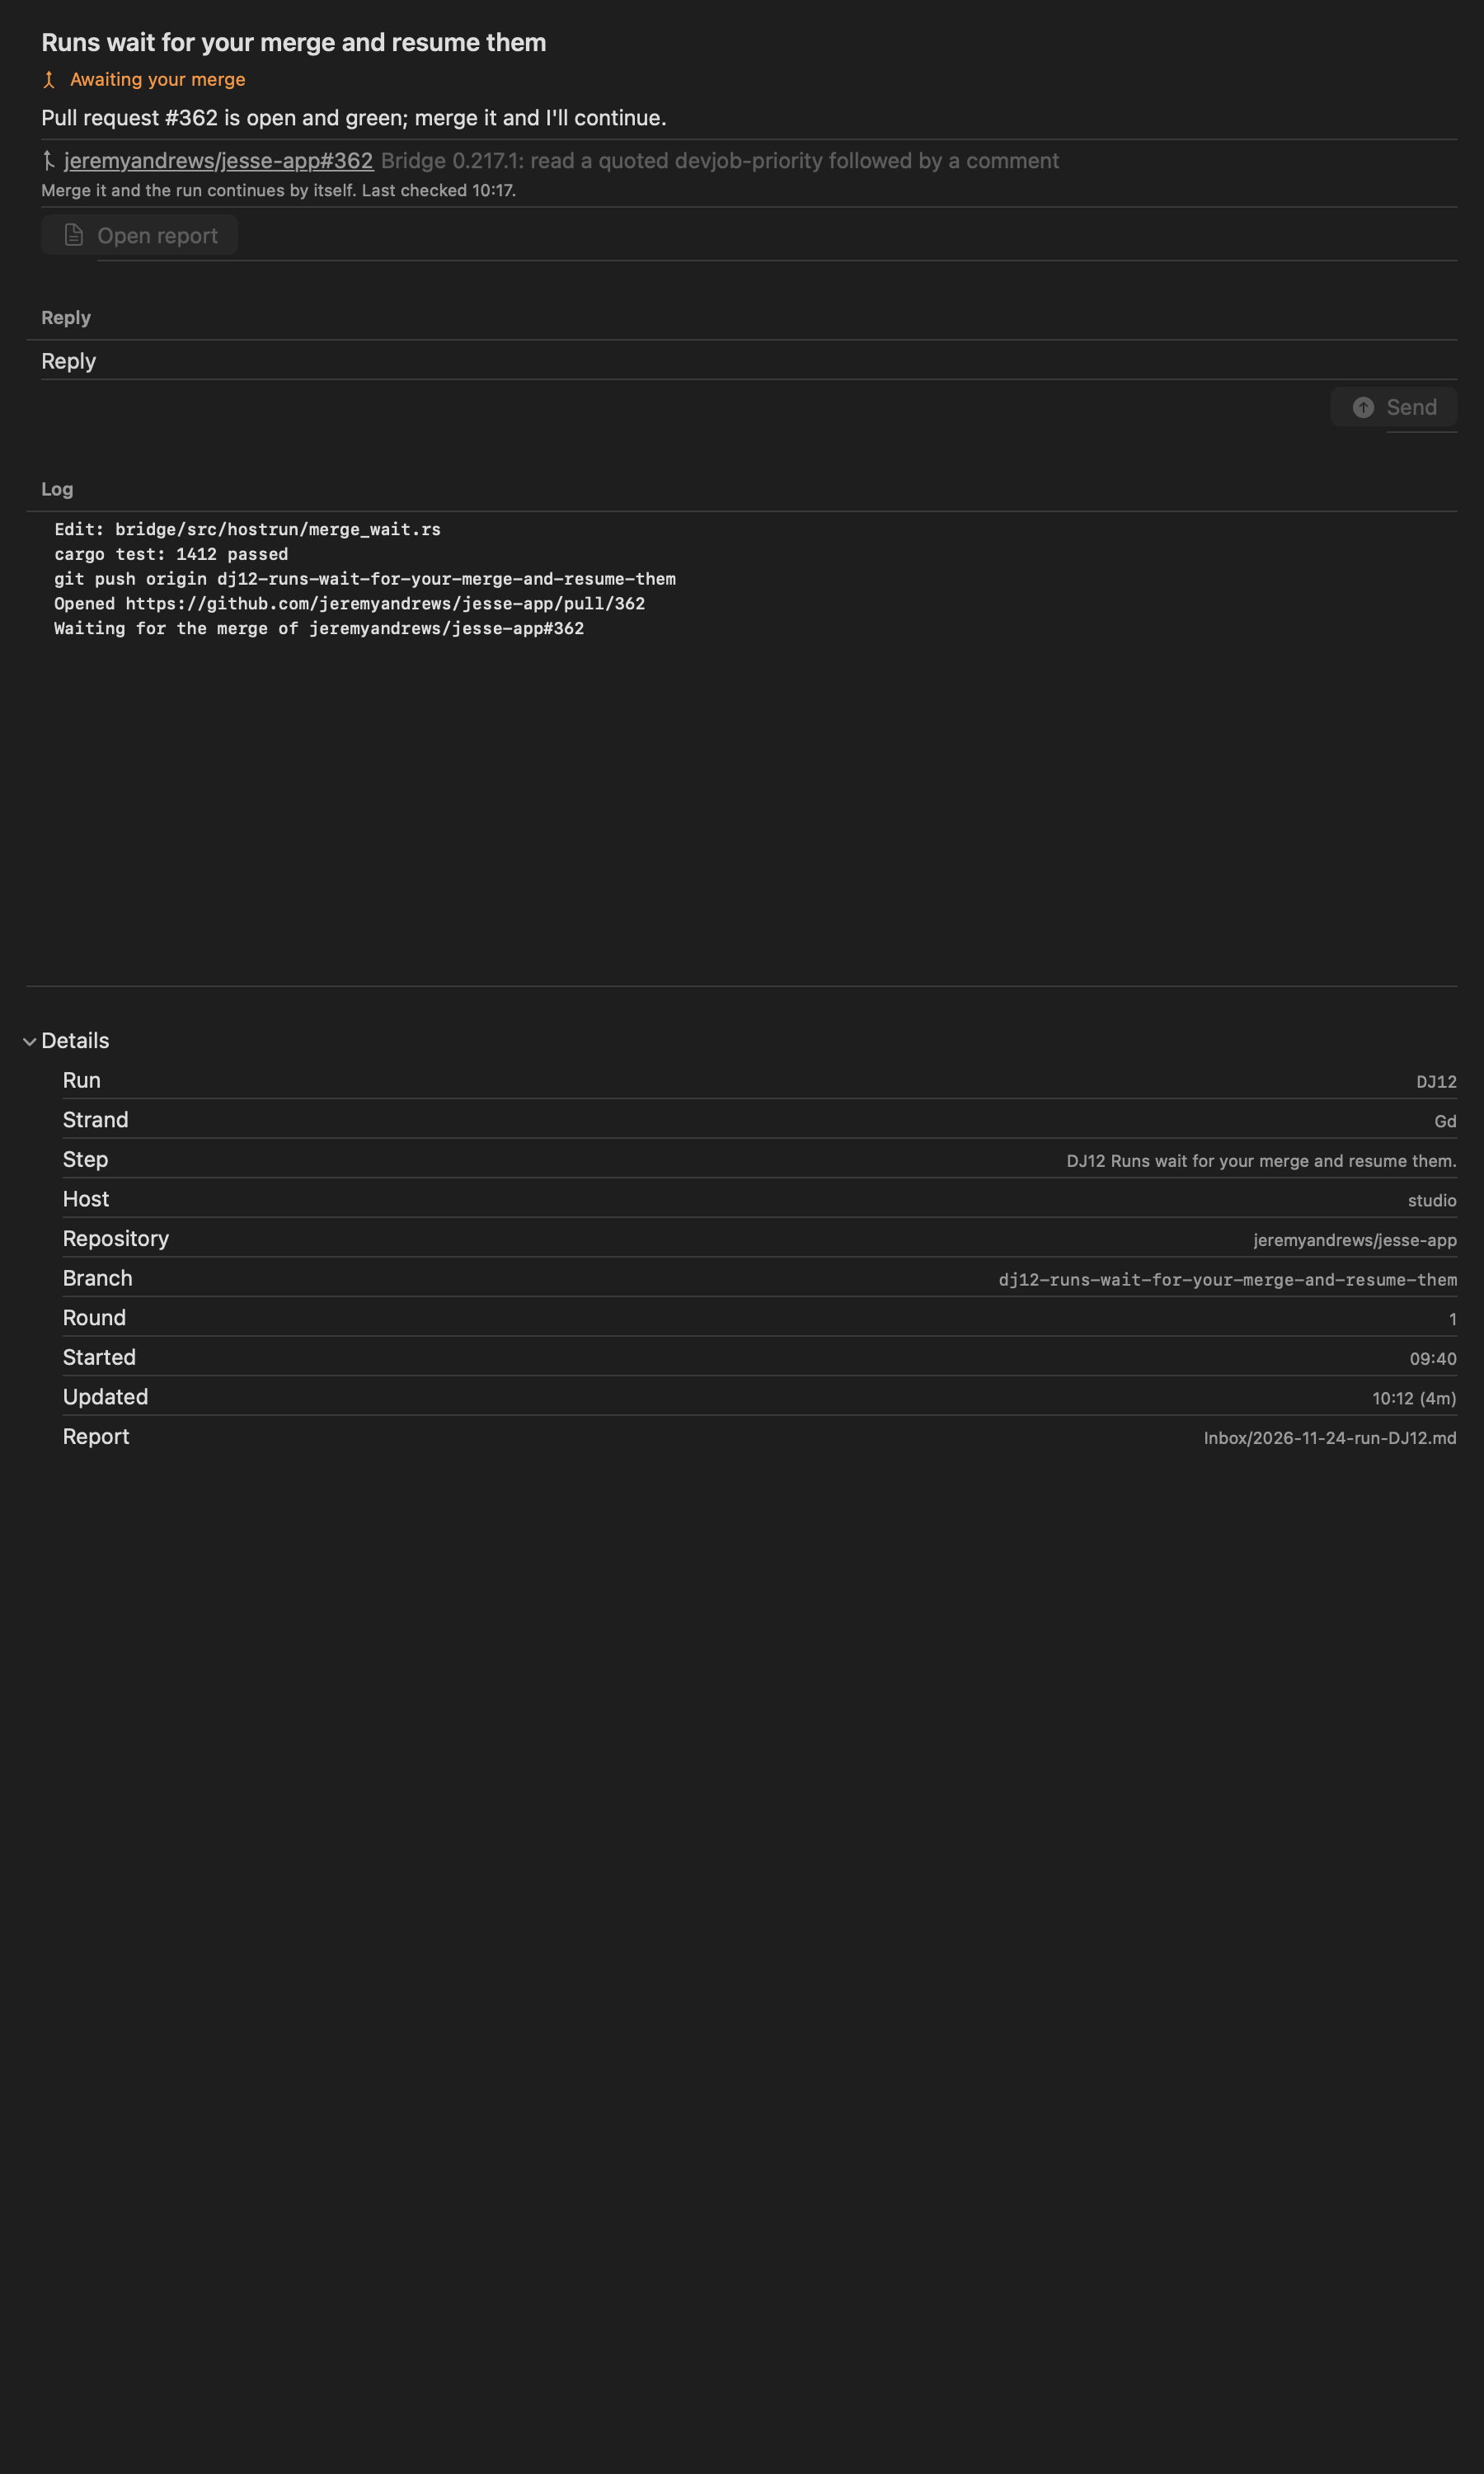 Runs wait for your merge and resume them
Awaiting your merge
Pull request #362 is open and green; merge it and I'll continue.
jeremyandrews/jesse-app#362 Bridge 0.217.1: read a quoted devjob-priority followed by a comment
Merge it and the run continues by itself. Last checked 10:17.
Open report
Reply
Reply
Send
Log
Edit: bridge/src/hostrun/merge_wait.rs
cargo test: 1412 passed
git push origin dj12-runs-wait-for-your-merge-and-resume-them
Opened https://github.com/jeremyandrews/jesse-app/pull/362
Waiting for the merge of jeremyandrews/jesse-app#362
Details
Run DJ12
Strand Gd
Step DJ12 Runs wait for your merge and resume them.
Host studio
Repository jeremyandrews/jesse-app
Branch dj12-runs-wait-for-your-merge-and-resume-them
Round 1
Started 09:40
Updated 10:12 (4m)
Report Inbox/2026-11-24-run-DJ12.md